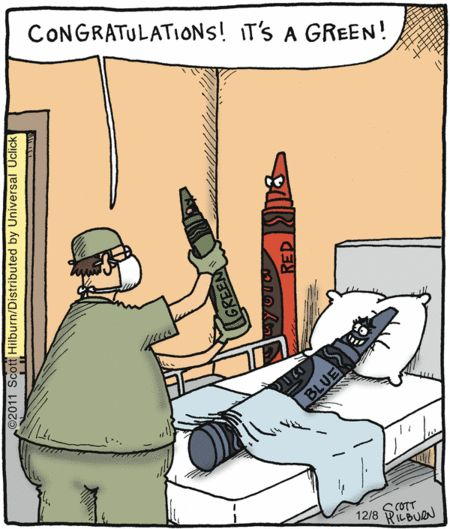 CONGRATULATIONS! IT'S A GREEN!
©2011 Scott Hilburn/Distributed by Universal Uclick
GREEN
RED
BLUE
12/8 SCOTT HILBURN